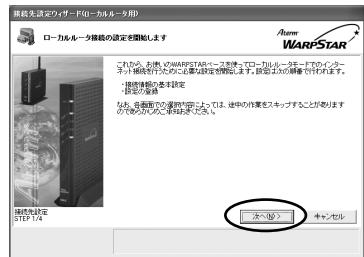 接続先設定ウィザード(ローカルルータ用)
ローカルルータ接続の設定を開始します
Aterm
WARPSTAR
これから、お使いのWARPSTARベースを使ってローカルルータモードでのインター
ネット接続を行うために必要な設定を開始します。設定は次の順番で行われます。
・接続情報の基本設定
・設定の登録
なお、各画面での選択内容によっては、途中の作業をスキップすることがあります
のであらかじめご承知おきください。
接続先設定
STEP 1/4
次へ(N)>
キャンセル